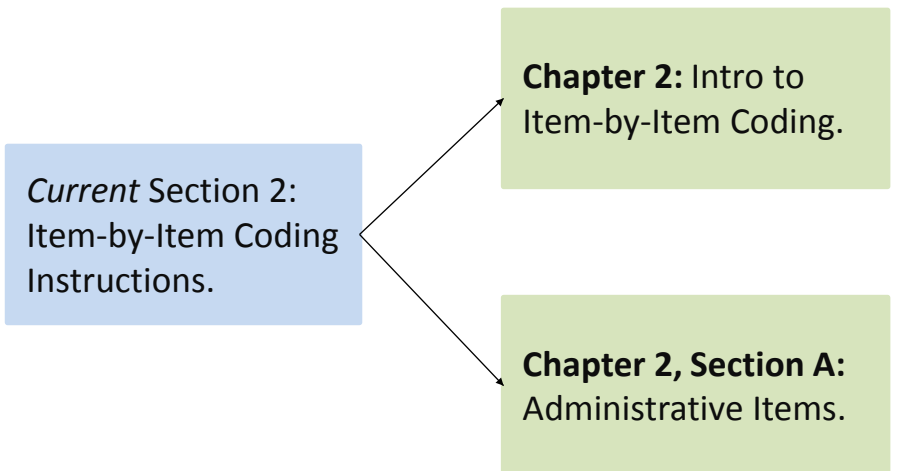 Current Section 2:
Item-by-Item Coding
Instructions.
Chapter 2: Intro to
Item-by-Item Coding.
Chapter 2, Section A:
Administrative Items.